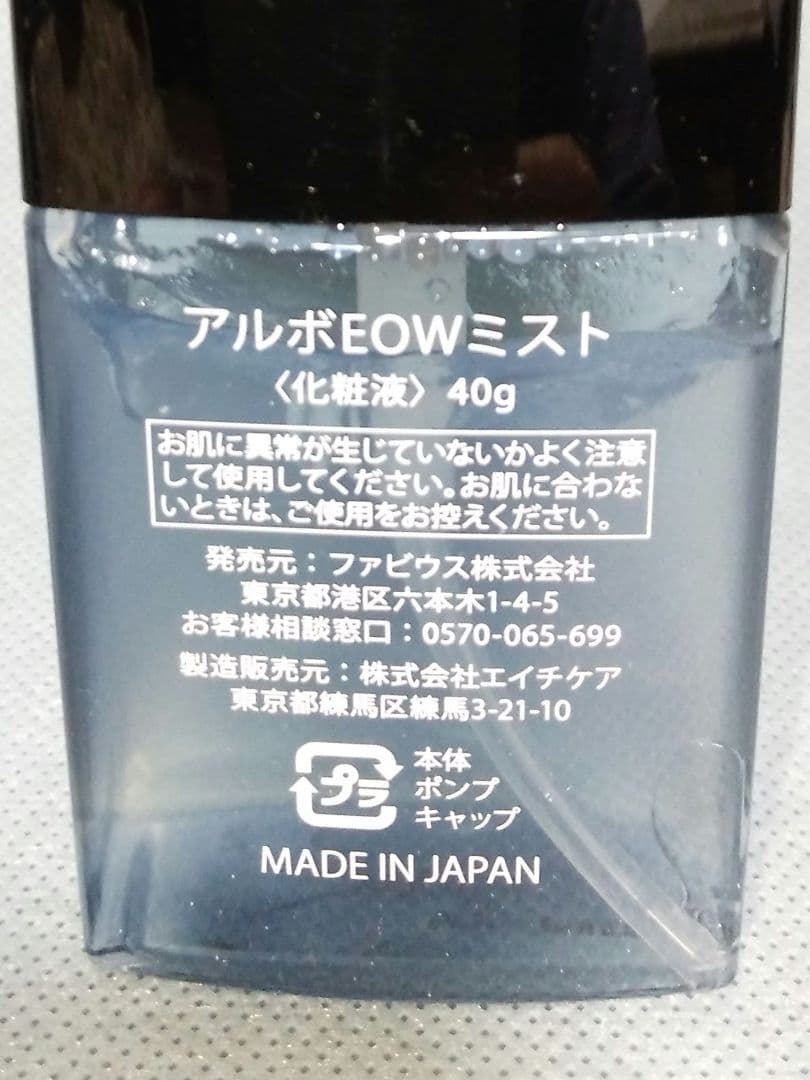 アルボEOWミスト
〈化粧液〉 40g
お肌に異常が生じていないかよく注意
して使用してください。お肌に合わな
いときは、ご使用をお控えください。
発売元：ファビウス株式会社
東京都港区六本木1-4-5
お客様相談窓口：0570-065-699
製造販売元：株式会社エイチケア
東京都練馬区練馬3-21-10
プラ
本体
ポンプ
キャップ
MADE IN JAPAN